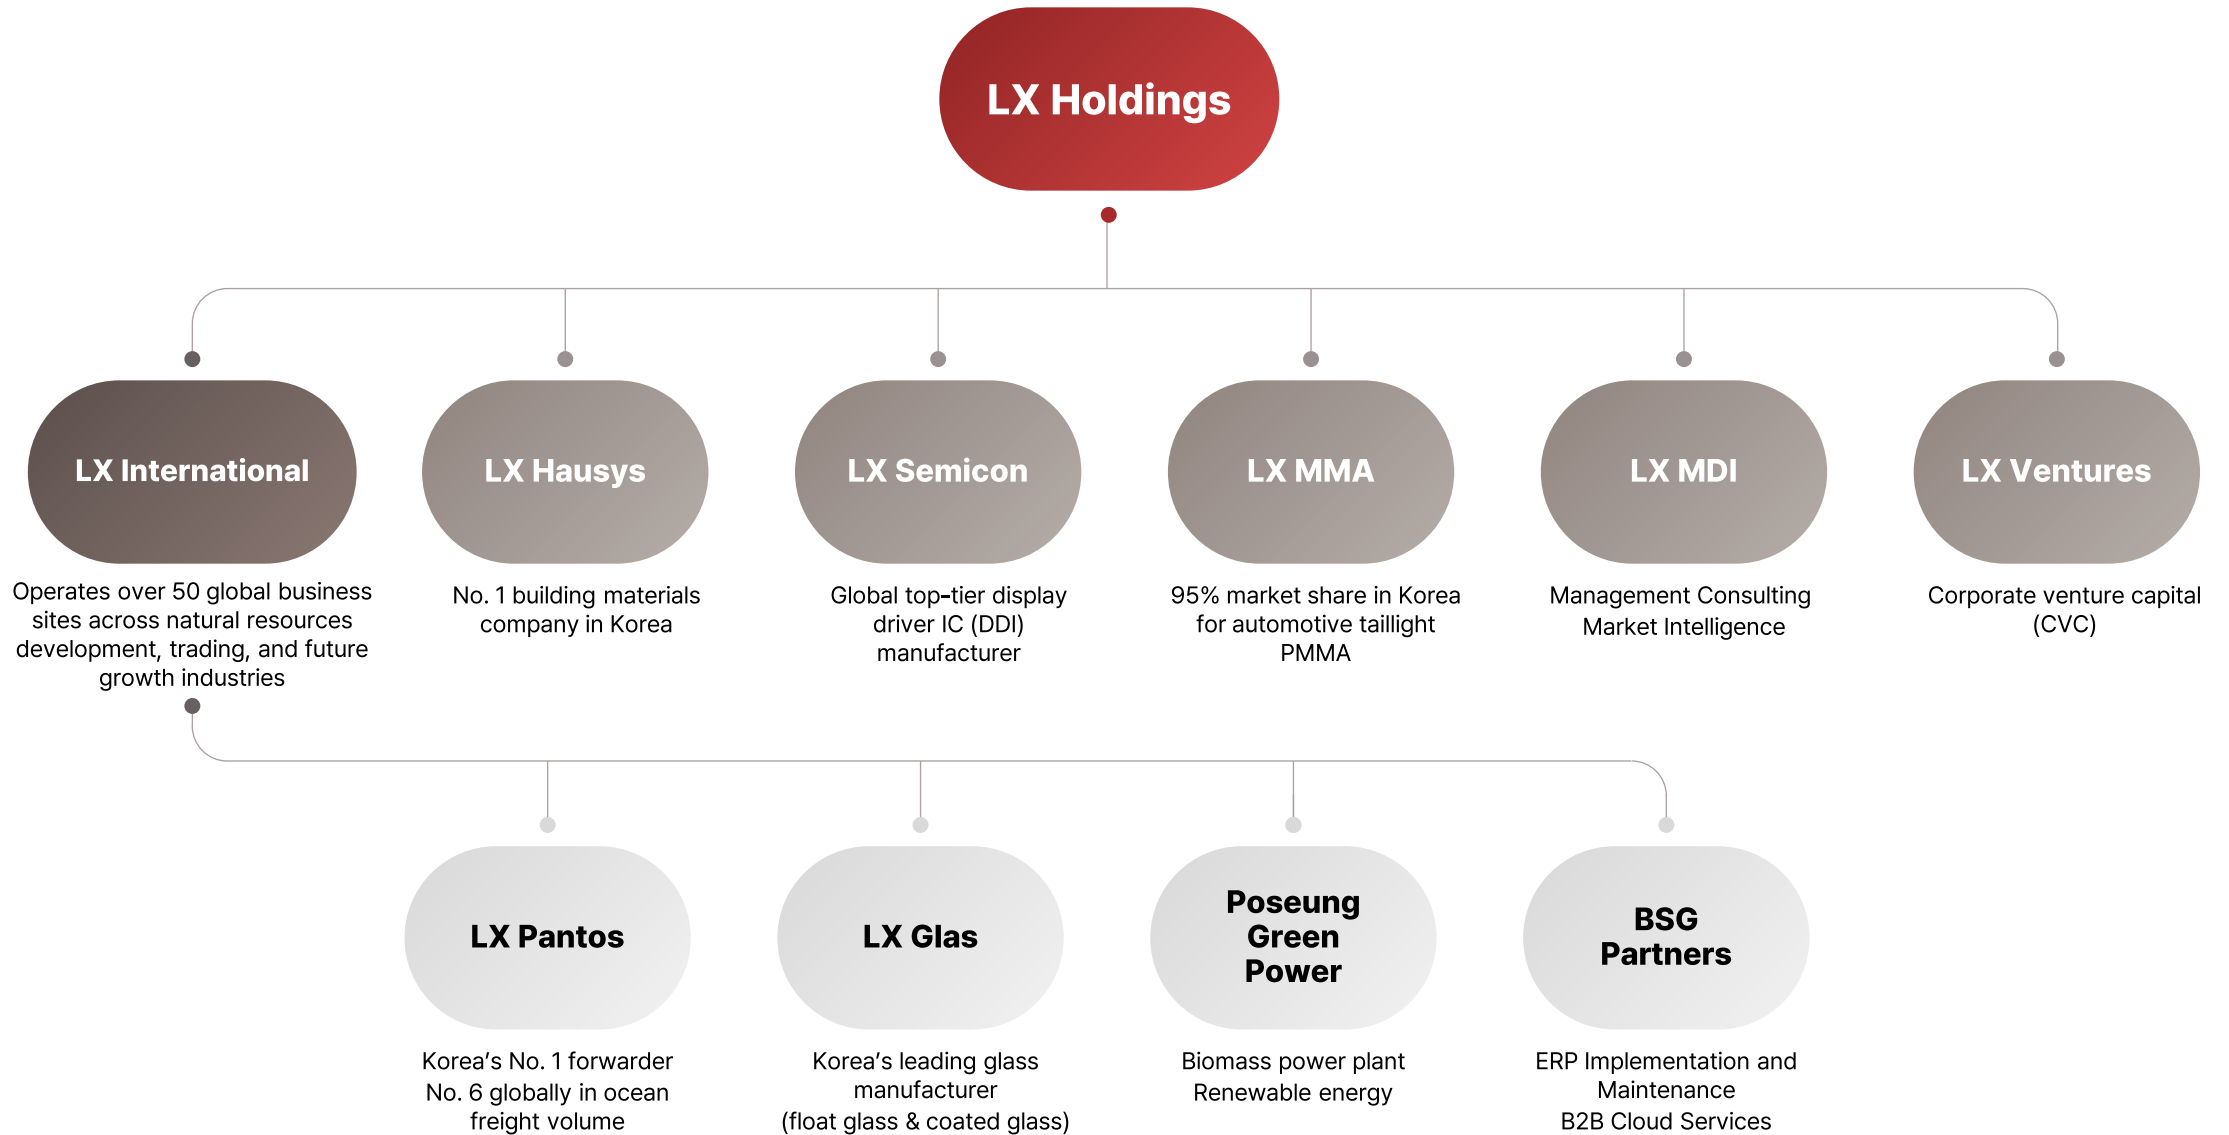 LX Holdings
LX International
LX Hausys
LX Semicon
LX MMA
LX MDI
LX Ventures
Operates over 50 global business
sites across natural resources
development, trading, and future
growth industries
No. 1 building materials
company in Korea
Global top-tier display
driver IC (DDI)
manufacturer
95% market share in Korea
for automotive taillight
PMMA
Management Consulting
Market Intelligence
Corporate venture capital
(CVC)
LX Pantos
LX Glas
Poseung
Green
Power
BSG
Partners
Korea's No. 1 forwarder
No. 6 globally in ocean
freight volume
Korea's leading glass
manufacturer
(float glass & coated glass)
Biomass power plant
Renewable energy
ERP Implementation and
Maintenance
B2B Cloud Services